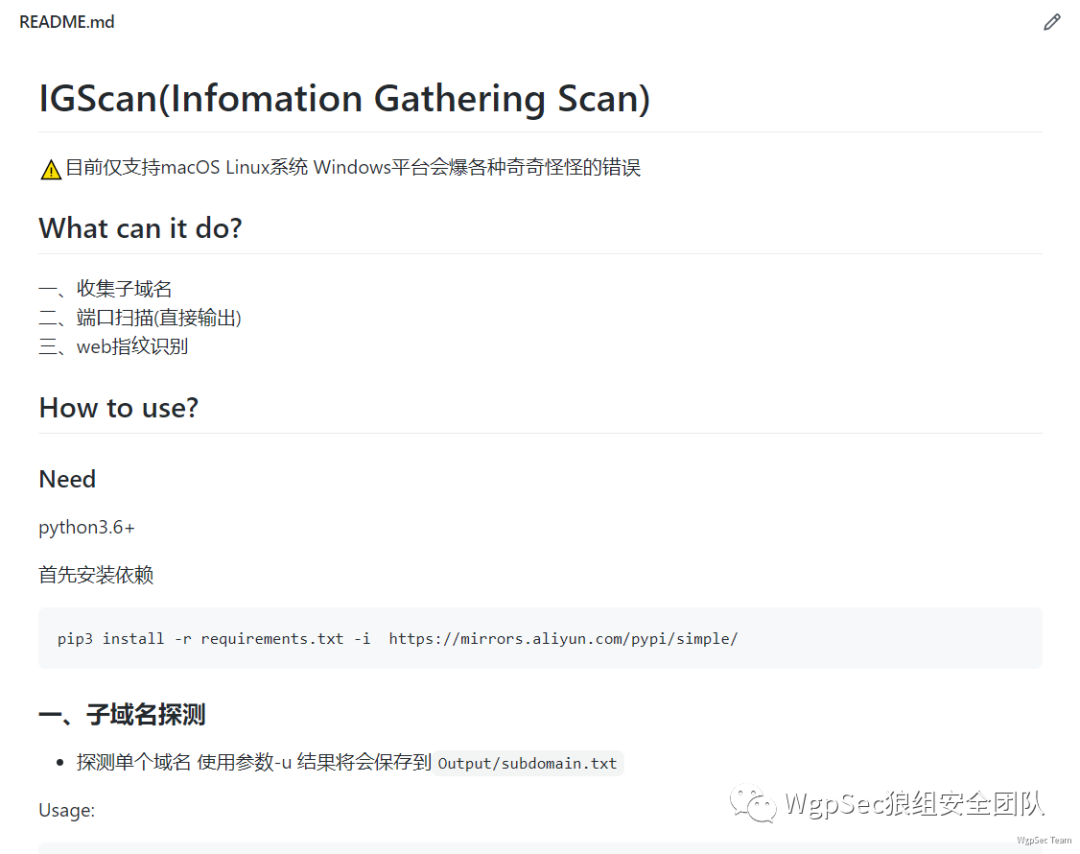 README.md
IGScan(Infomation Gathering Scan)
⚠目前仅支持macOS Linux系统 Windows平台会爆各种奇奇怪怪的错误
What can it do?
一、收集子域名
二、端口扫描(直接输出)
三、web指纹识别
How to use?
Need
python3.6+
首先安装依赖
pip3 install -r requirements.txt -i  https://mirrors.aliyun.com/pypi/simple/
一、子域名探测
• 探测单个域名 使用参数-u 结果将会保存到 Output/subdomain.txt
Usage:
WgpSec狼组安全团队
WgpSec Team